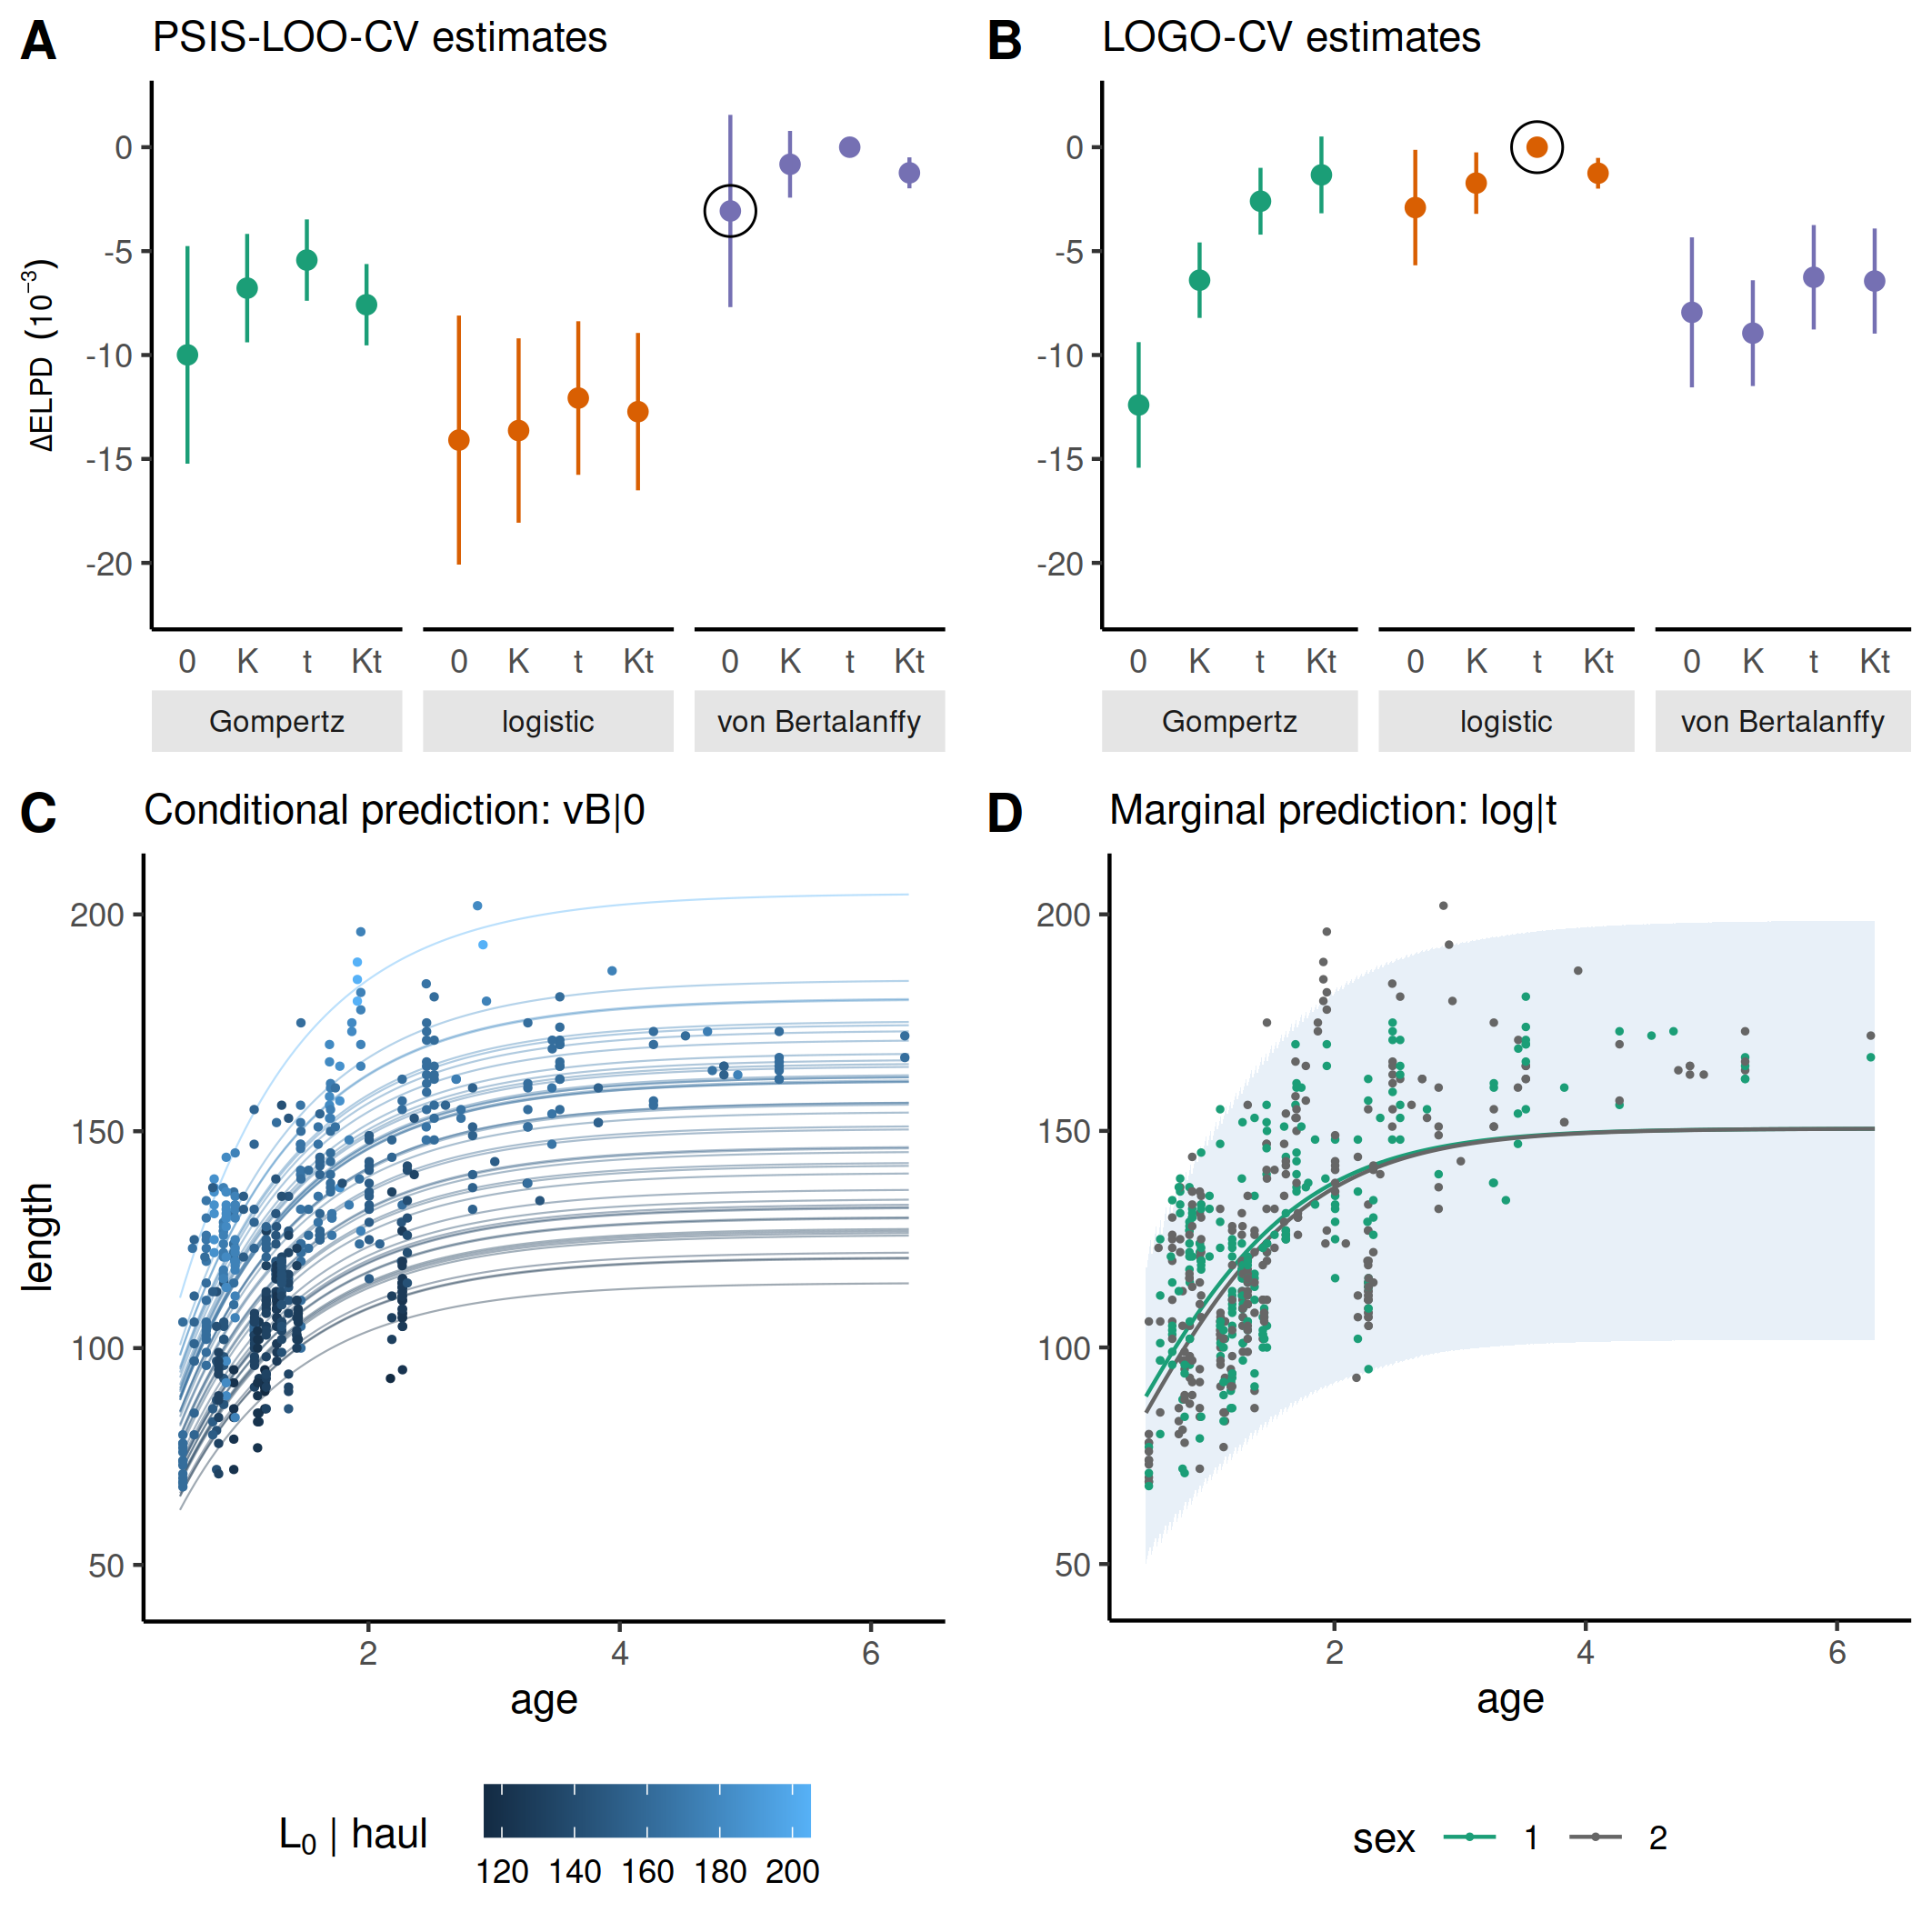 A PSIS-LOO-CV estimates
ΔELPD (10⁻³)
0
-5
-10
-15
-20
0 K t Kt 0 K t Kt 0 K t Kt
Gompertz logistic von Bertalanffy
B LOGO-CV estimates
0
-5
-10
-15
-20
0 K t Kt 0 K t Kt 0 K t Kt
Gompertz logistic von Bertalanffy
C Conditional prediction: vB|0
length
200
150
100
50
2 4 6
age
L₀ | haul
120 140 160 180 200
D Marginal prediction: log|t
200
150
100
50
2 4 6
age
sex 1 2